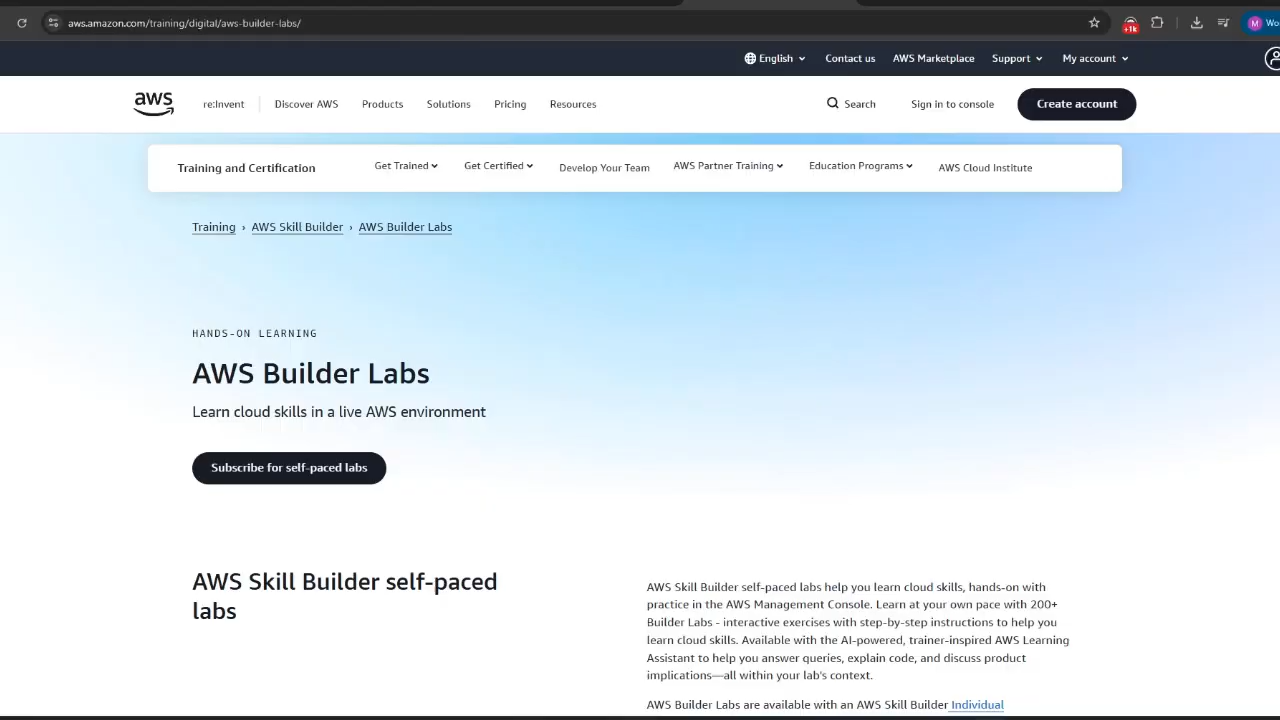 aws.amazon.com/training/digital/aws-builder-labs/
+1k
M
Wo
English
Contact us
AWS Marketplace
Support
My account
aws
re:Invent
Discover AWS
Products
Solutions
Pricing
Resources
Search
Sign in to console
Create account
Training and Certification
Get Trained
Get Certified
Develop Your Team
AWS Partner Training
Education Programs
AWS Cloud Institute
Training › AWS Skill Builder › AWS Builder Labs
HANDS-ON LEARNING
AWS Builder Labs
Learn cloud skills in a live AWS environment
Subscribe for self-paced labs
AWS Skill Builder self-paced
labs
AWS Skill Builder self-paced labs help you learn cloud skills, hands-on with
practice in the AWS Management Console. Learn at your own pace with 200+
Builder Labs - interactive exercises with step-by-step instructions to help you
learn cloud skills. Available with the AI-powered, trainer-inspired AWS Learning
Assistant to help you answer queries, explain code, and discuss product
implications—all within your lab's context.
AWS Builder Labs are available with an AWS Skill Builder Individual